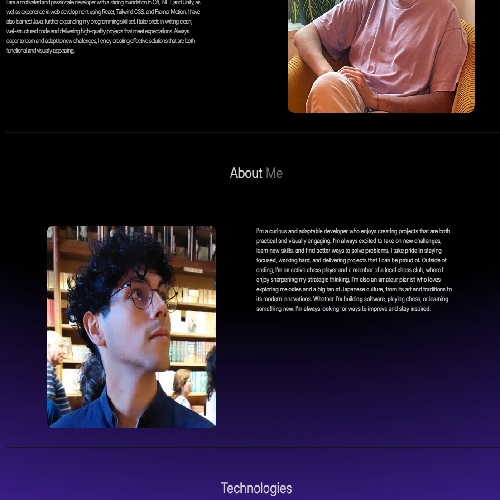 I am a motivated and passionate developer with a strong foundation in C#, .NET, and Unity, as
well as experience in web development using React, Tailwind CSS, and Framer Motion. I have
also learned Java, further expanding my programming skill set. I take pride in writing clean,
well-structured code and delivering high-quality projects that meet expectations. Always
eager to learn and adapt to new challenges, I enjoy creating effective solutions that are both
functional and visually appealing.
About Me
I'm a curious and adaptable developer who enjoys creating projects that are both
practical and visually engaging. I'm always excited to take on new challenges,
learn new skills, and find better ways to solve problems. I take pride in staying
focused, working hard, and delivering projects that I can be proud of. Outside of
coding, I'm an active chess player and a member of a local chess club, where I
enjoy sharpening my strategic thinking. I'm also an amateur pianist who loves
exploring melodies and a big fan of Japanese culture, from its art and traditions to
its modern innovations. Whether I'm building software, playing chess, or learning
something new, I'm always looking for ways to improve and stay inspired.
Technologies